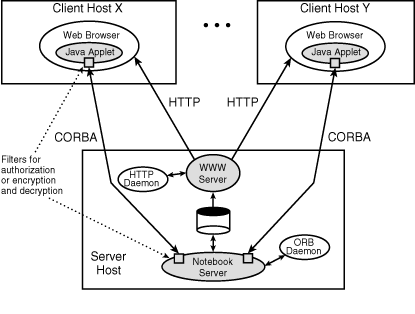 Client Host X
Client Host Y
Web Browser
Java Applet
Web Browser
Java Applet
HTTP
HTTP
CORBA
CORBA
Filters for
authorization
or encryption
and decryption
WWW
Server
HTTP
Daemon
ORB
Daemon
Notebook
Server
Server
Host